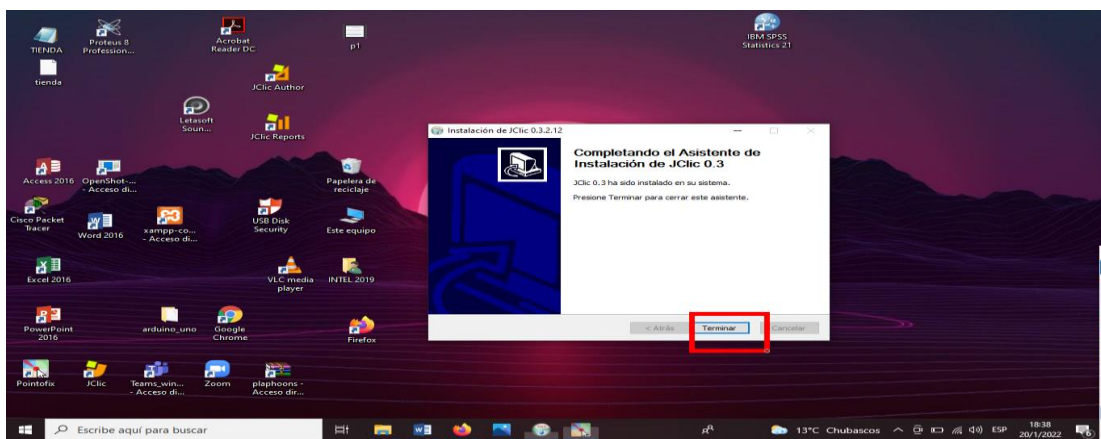 TIENDA
Proteus 8
Profession...
Acrobat
Reader DC
p1
IBM SPSS
Statistics 21
tienda
JClic Author
Letasoft
Soun...
JClic Reports
Instalación de JClic 0.3.2.12
Completando el Asistente de
Instalación de JClic 0.3
JClic 0.3 ha sido instalado en su sistema.
Presione Terminar para cerrar este asistente.
< Atrás
Terminar
Cancelar
Access 2016
OpenShot-...
- Acceso di...
Papelera de
reciclaje
Cisco Packet
Tracer
Word 2016
xampp-co...
- Acceso di...
USB Disk
Security
Este equipo
Excel 2016
VLC media
player
INTEL 2019
PowerPoint
2016
arduino_uno
Google
Chrome
Firefox
Pointofix
JClic
Teams_win...
- Acceso di...
Zoom
plaphoons -
Acceso dir...
Escribe aquí para buscar
13°C Chubascos
ESP
18:38
20/1/2022
6